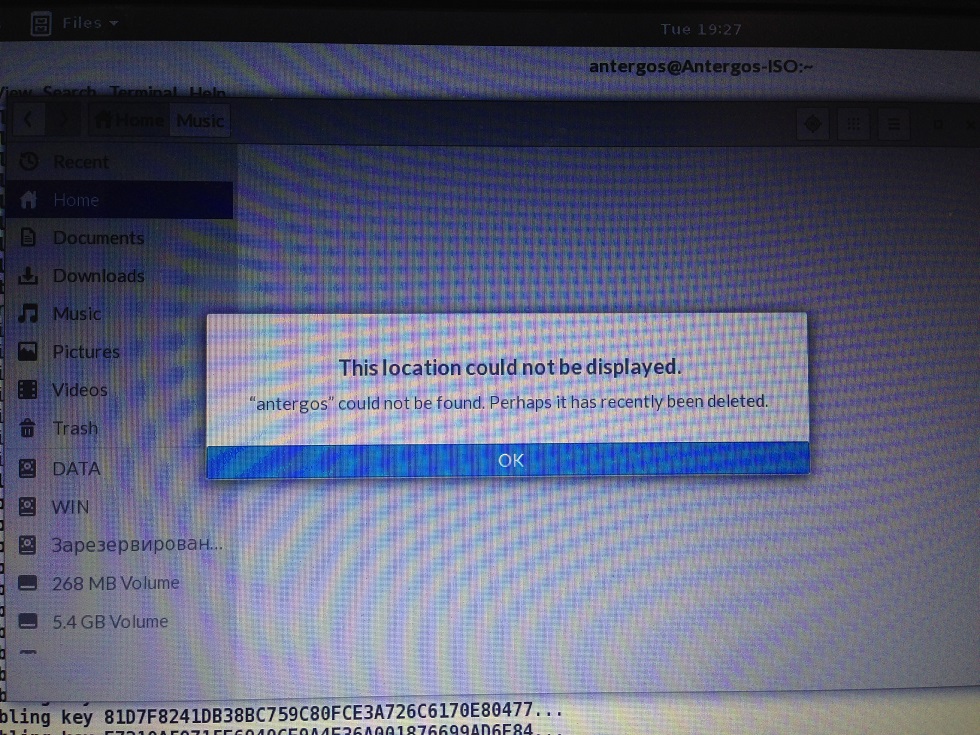 Files
Tue 19:27
antergos@Antergos-ISO:~
View Search Terminal Help
Home Music
Recent
Home
Documents
Downloads
Music
Pictures
Videos
Trash
DATA
WIN
Зарезервирован...
268 MB Volume
5.4 GB Volume
This location could not be displayed.
“antergos” could not be found. Perhaps it has recently been deleted.
OK
bling key 81D7F8241DB38BC759C80FCE3A726C6170E80477...